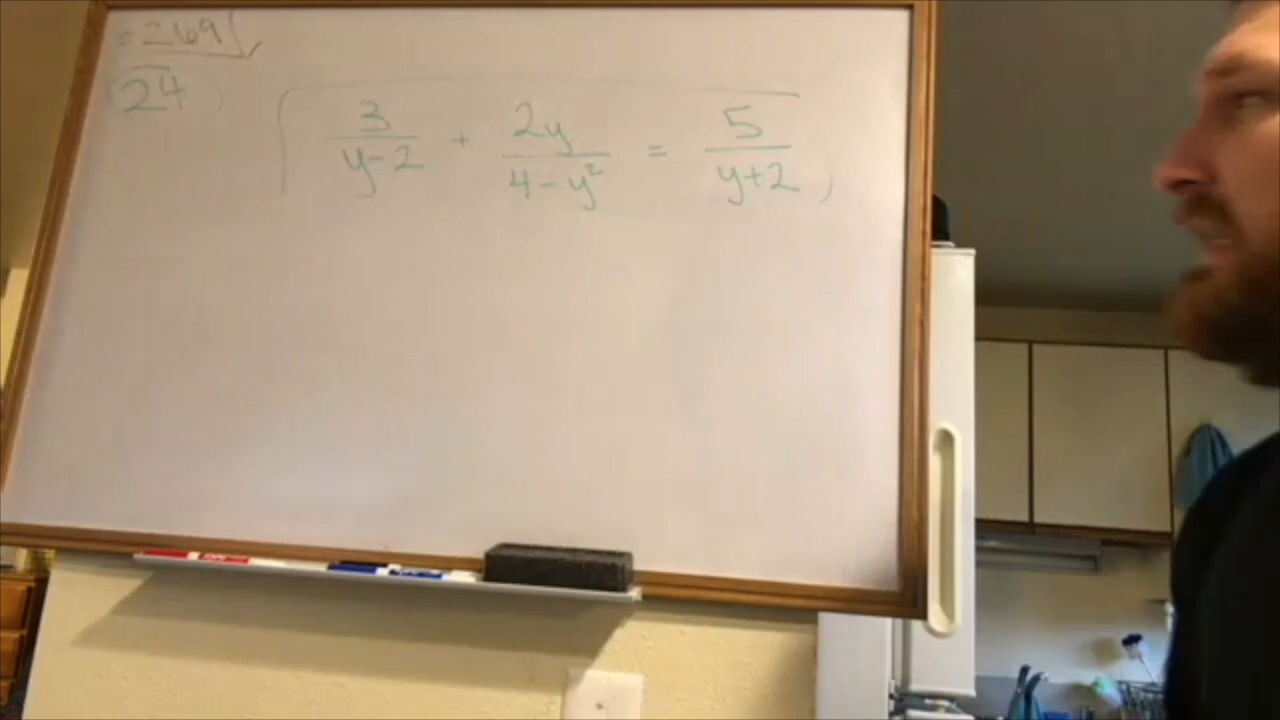 = 269
24
3/(y-2) + 2y/(4-y²) = 5/(y+2)